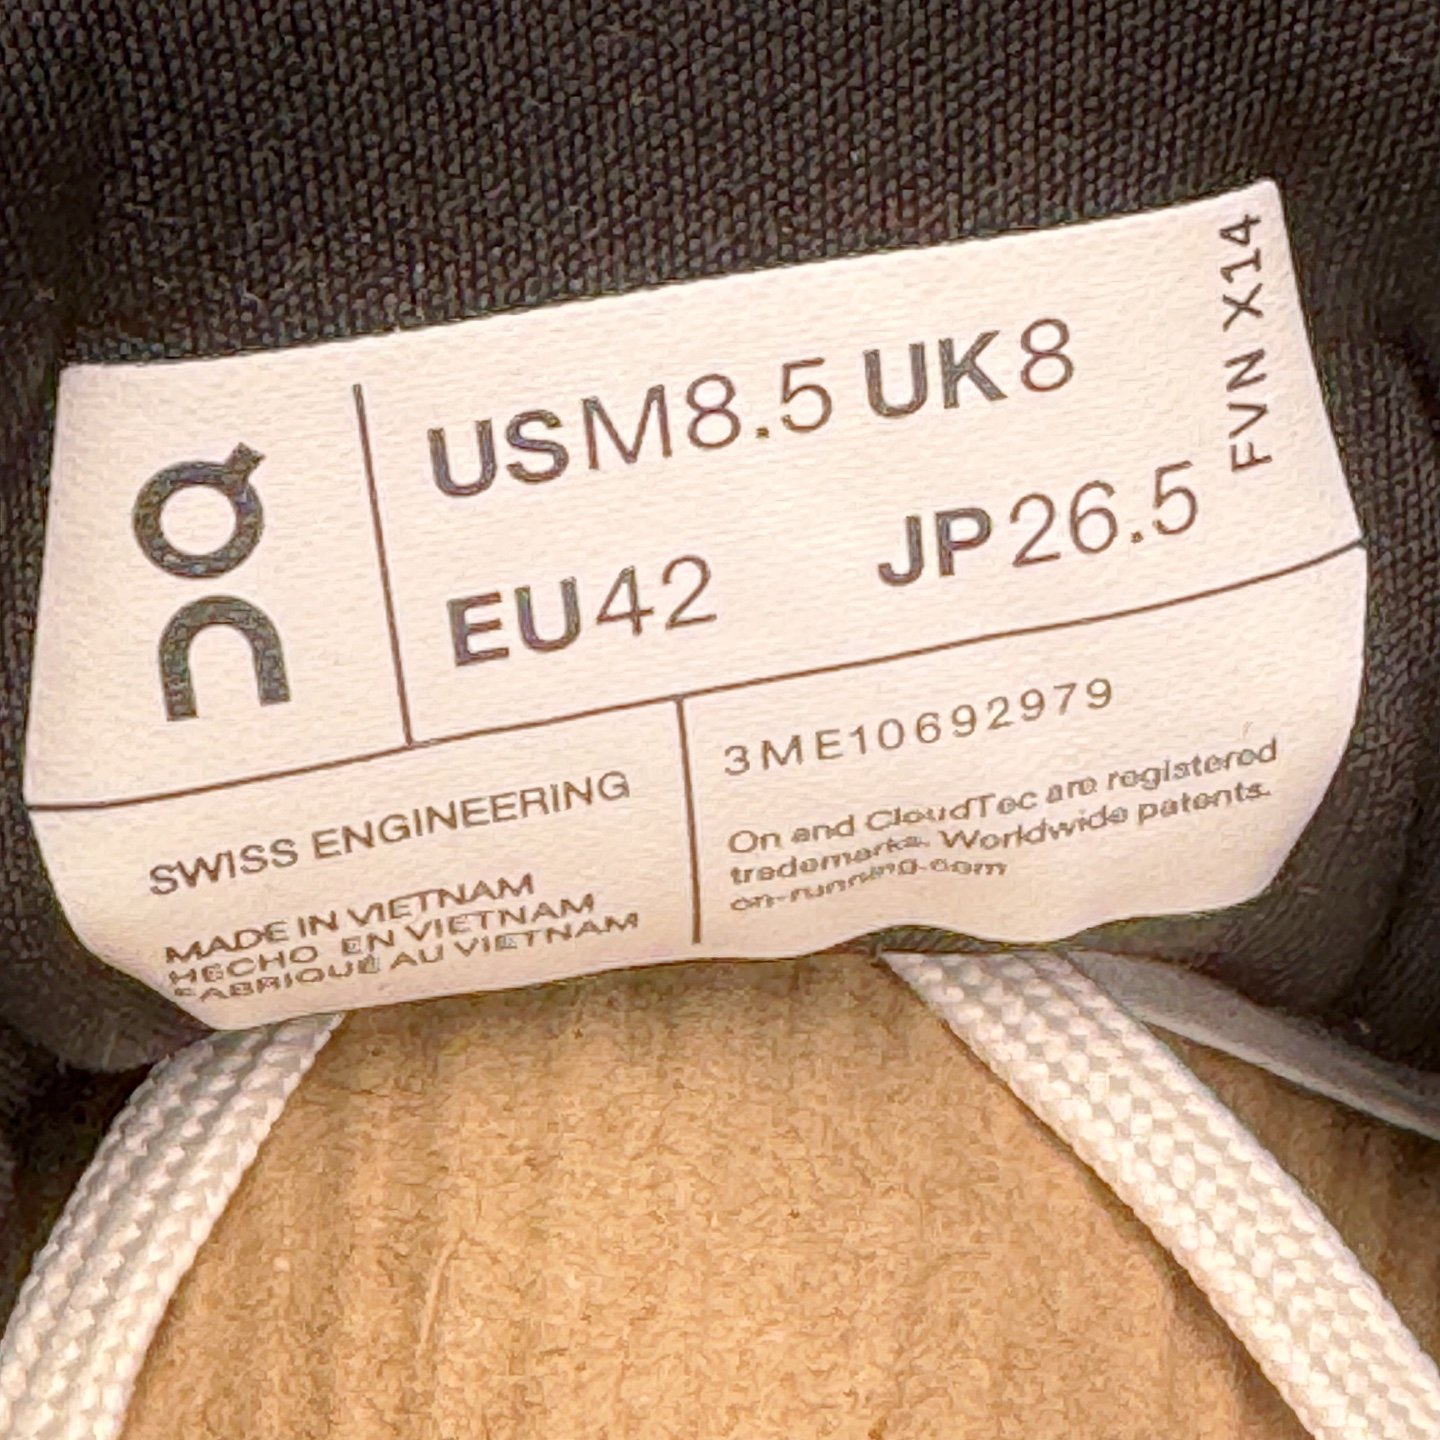 On
USM8.5 UK8
EU42 JP26.5
FVN X14
SWISS ENGINEERING
MADE IN VIETNAM
HECHO EN VIETNAM
FABRIQUÉ AU VIETNAM
3ME10692979
On and CloudTec are registered
trademarks. Worldwide patents.
on-running.com